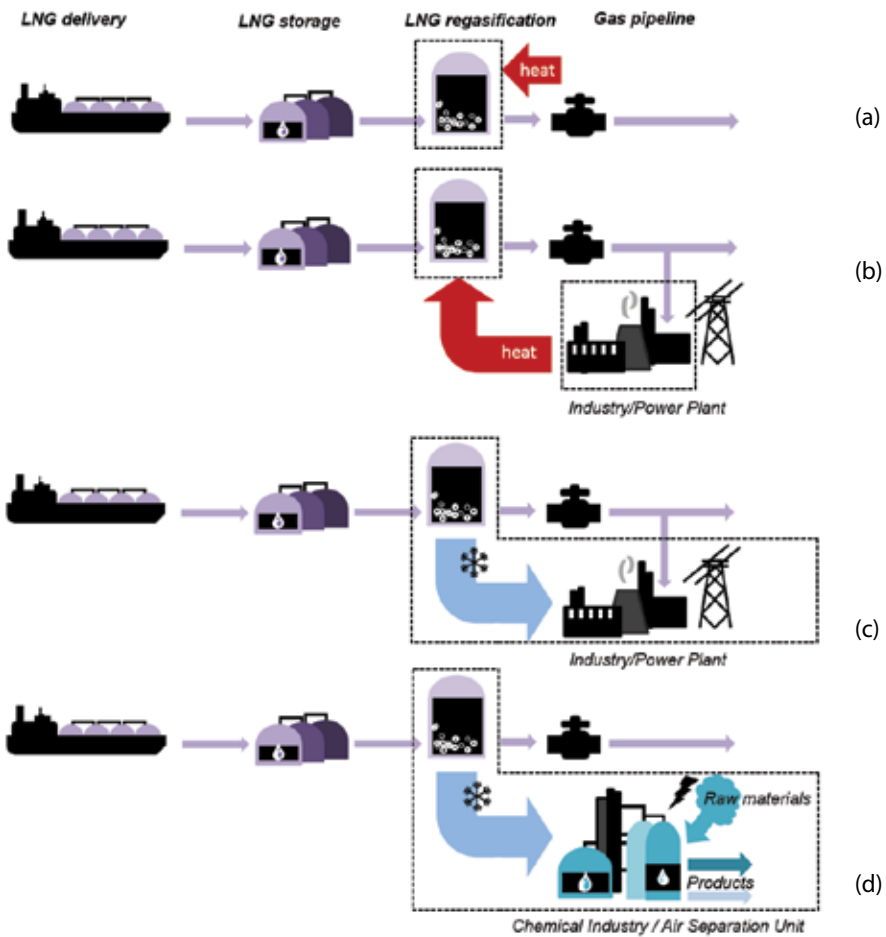 LNG delivery
LNG storage
LNG regasification
Gas pipeline
heat
(a)
(b)
heat
Industry/Power Plant
(c)
Industry/Power Plant
Raw materials
Products
(d)
Chemical Industry / Air Separation Unit